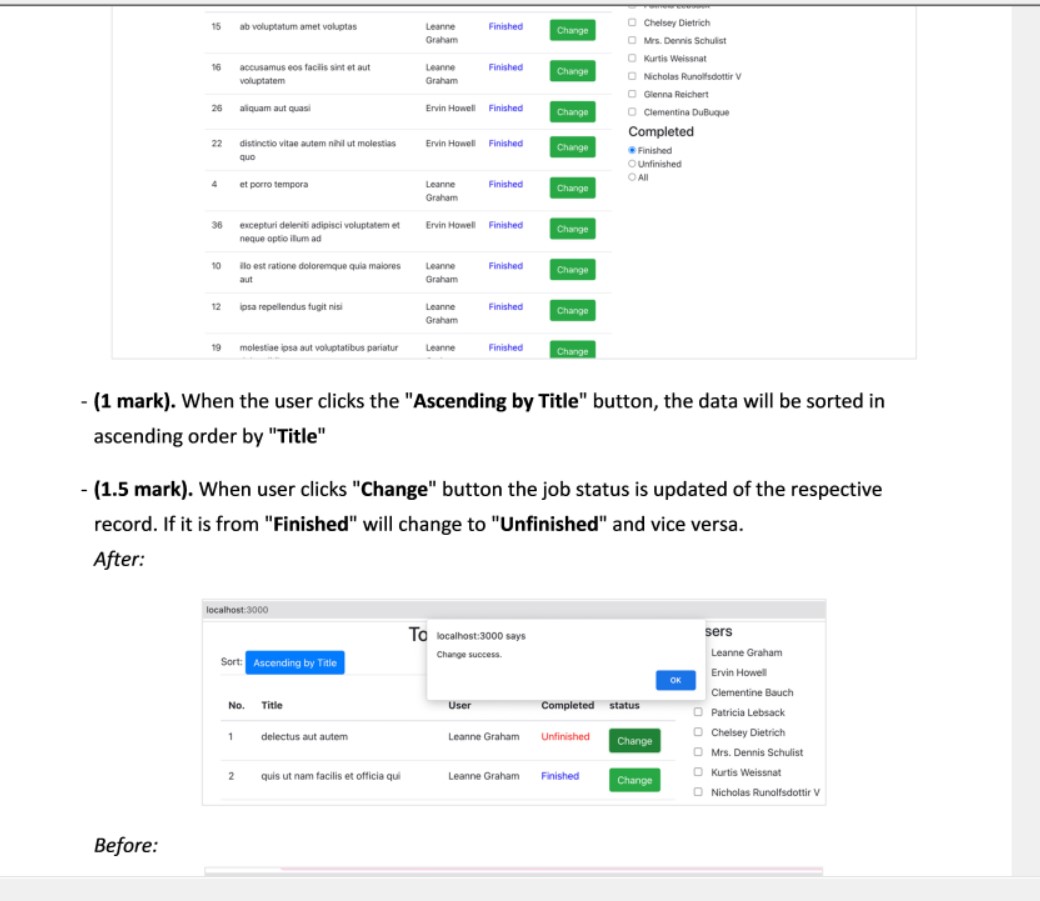 15 ab voluptatum amet voluptas Leanne Graham Finished Change
16 accusamus eos facilis sint et aut voluptatem Leanne Graham Finished Change
26 aliquam aut quasi Ervin Howell Finished Change
22 distinctio vitae autem nihil ut molestias quo Ervin Howell Finished Change
4 et porro tempora Leanne Graham Finished Change
36 excepturi deleniti adipisci voluptatem et neque optio illum ad Ervin Howell Finished Change
10 illo est ratione doloremque quia maiores aut Leanne Graham Finished Change
12 ipsa repellendus fugit nisi Leanne Graham Finished Change
19 molestiae ipsa aut voluptatibus pariatur Leanne Finished Change
Chelsey Dietrich
Mrs. Dennis Schulist
Kurtis Weissnat
Nicholas Runolfsdottir V
Glenna Reichert
Clementina DuBuque
Completed
Finished
Unfinished
All
- (1 mark). When the user clicks the "Ascending by Title" button, the data will be sorted in
ascending order by "Title"
- (1.5 mark). When user clicks "Change" button the job status is updated of the respective
record. If it is from "Finished" will change to "Unfinished" and vice versa.
After:
localhost:3000
To
localhost:3000 says
Change success.
OK
Sort: Ascending by Title
No. Title User Completed status
1 delectus aut autem Leanne Graham Unfinished Change
2 quis ut nam facilis et officia qui Leanne Graham Finished Change
sers
Leanne Graham
Ervin Howell
Clementine Bauch
Patricia Lebsack
Chelsey Dietrich
Mrs. Dennis Schulist
Kurtis Weissnat
Nicholas Runolfsdottir V
Before: